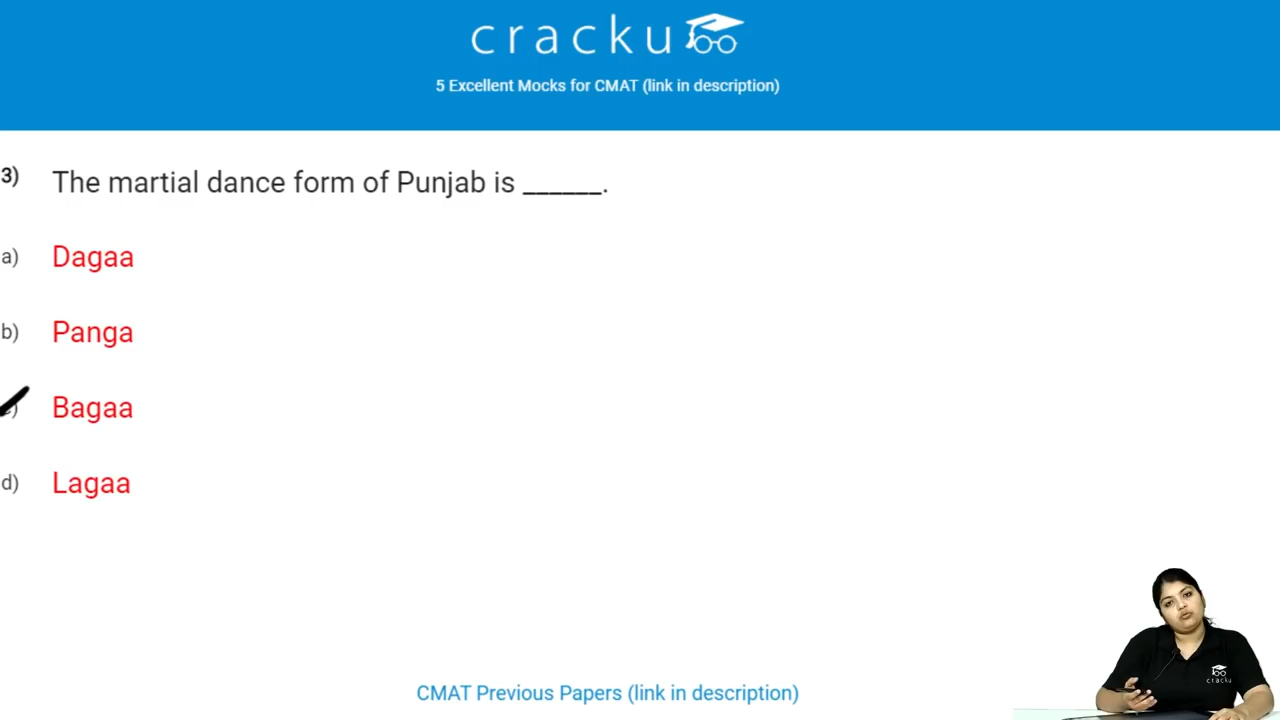 cracku
5 Excellent Mocks for CMAT (link in description)
3) The martial dance form of Punjab is ______.
a) Dagaa
b) Panga
Bagaa
d) Lagaa
cracku
CMAT Previous Papers (link in description)